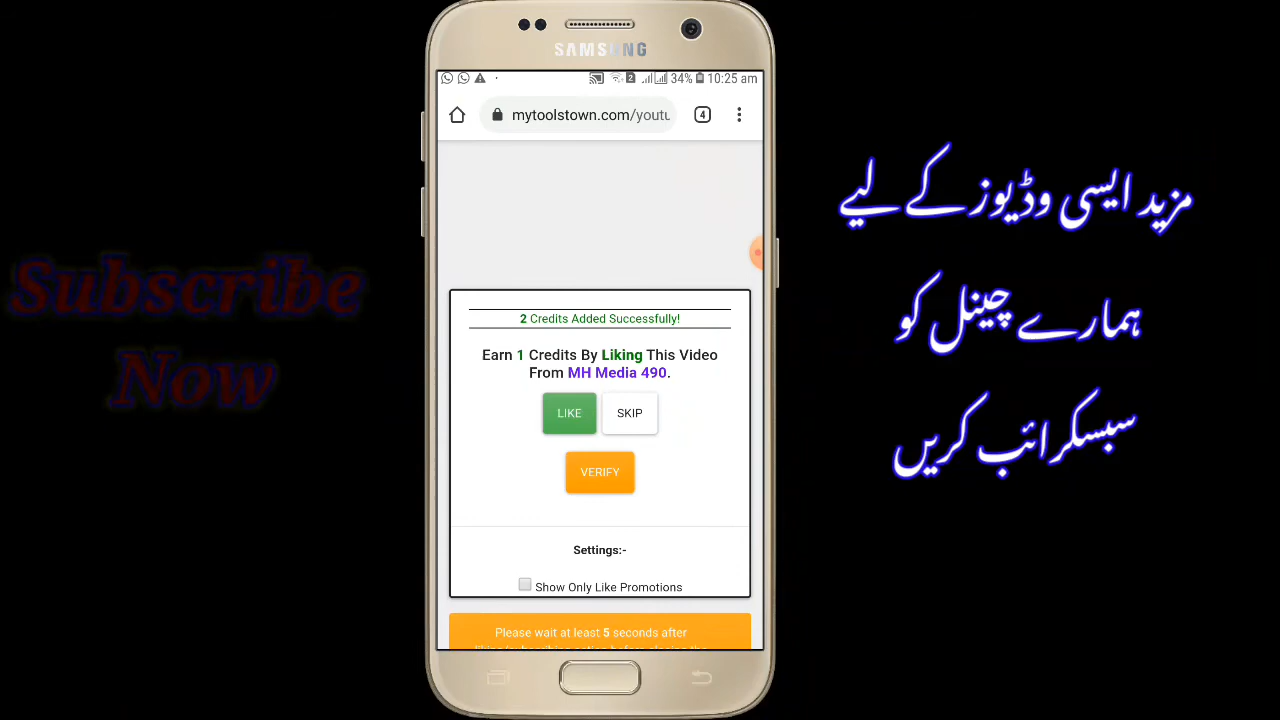 Subscribe
Now
SAMSUNG
2 34% 10:25 am
mytoolstown.com/youtu
4
2 Credits Added Successfully!
Earn 1 Credits By Liking This Video
From MH Media 490.
LIKE SKIP
VERIFY
Settings:-
Show Only Like Promotions
Please wait at least 5 seconds after
مزید ایسی وڈیوز کے لیے
ہمارے چینل کو
سبسکرائب کریں